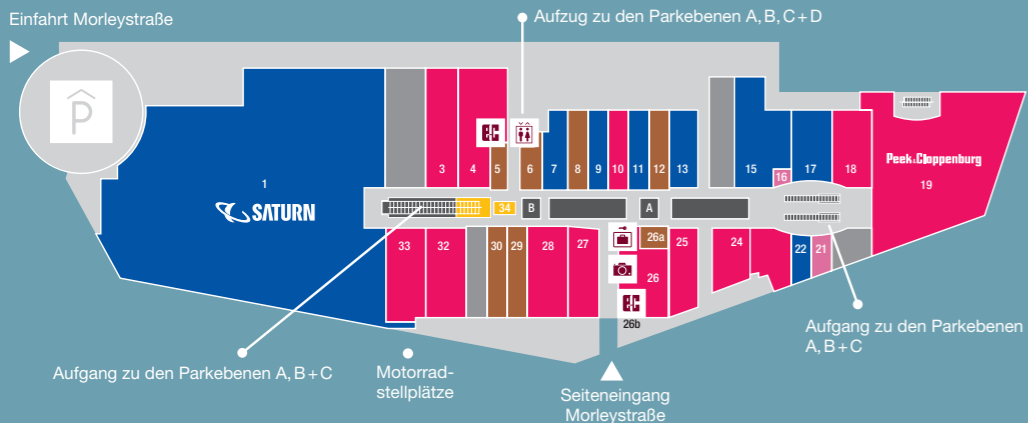 Einfahrt Morleystraße
Aufzug zu den Parkebenen A, B, C + D
P
EC
1
SATURN
3
4
5
6
7
8
9
10
11
12
13
15
16
17
18
Peek & Cloppenburg
19
34
B
A
33
32
30
29
28
27
26a
26
25
24
22
21
EC
26b
Aufgang zu den Parkebenen A, B + C
Motorrad-
stellplätze
Seiteneingang
Morleystraße
Aufgang zu den Parkebenen
A, B + C